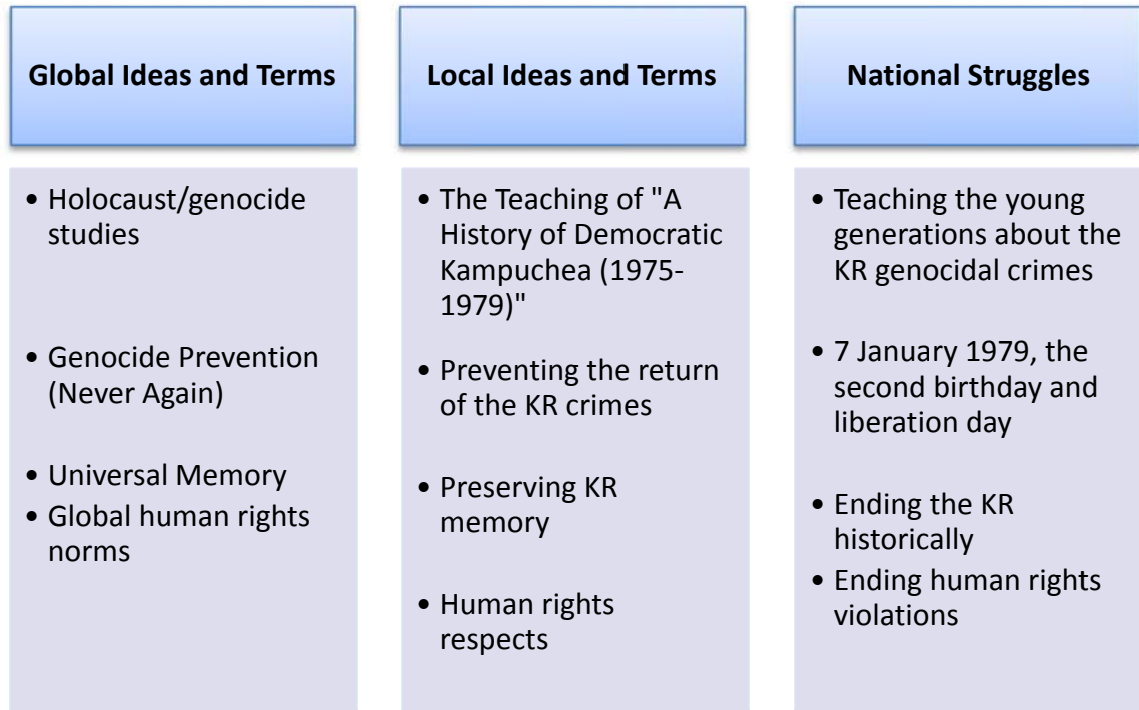 Global Ideas and Terms
• Holocaust/genocide
studies
• Genocide Prevention
(Never Again)
• Universal Memory
• Global human rights
norms
Local Ideas and Terms
• The Teaching of "A
History of Democratic
Kampuchea (1975-
1979)"
• Preventing the return
of the KR crimes
• Preserving KR
memory
• Human rights
respects
National Struggles
• Teaching the young
generations about the
KR genocidal crimes
• 7 January 1979, the
second birthday and
liberation day
• Ending the KR
historically
• Ending human rights
violations